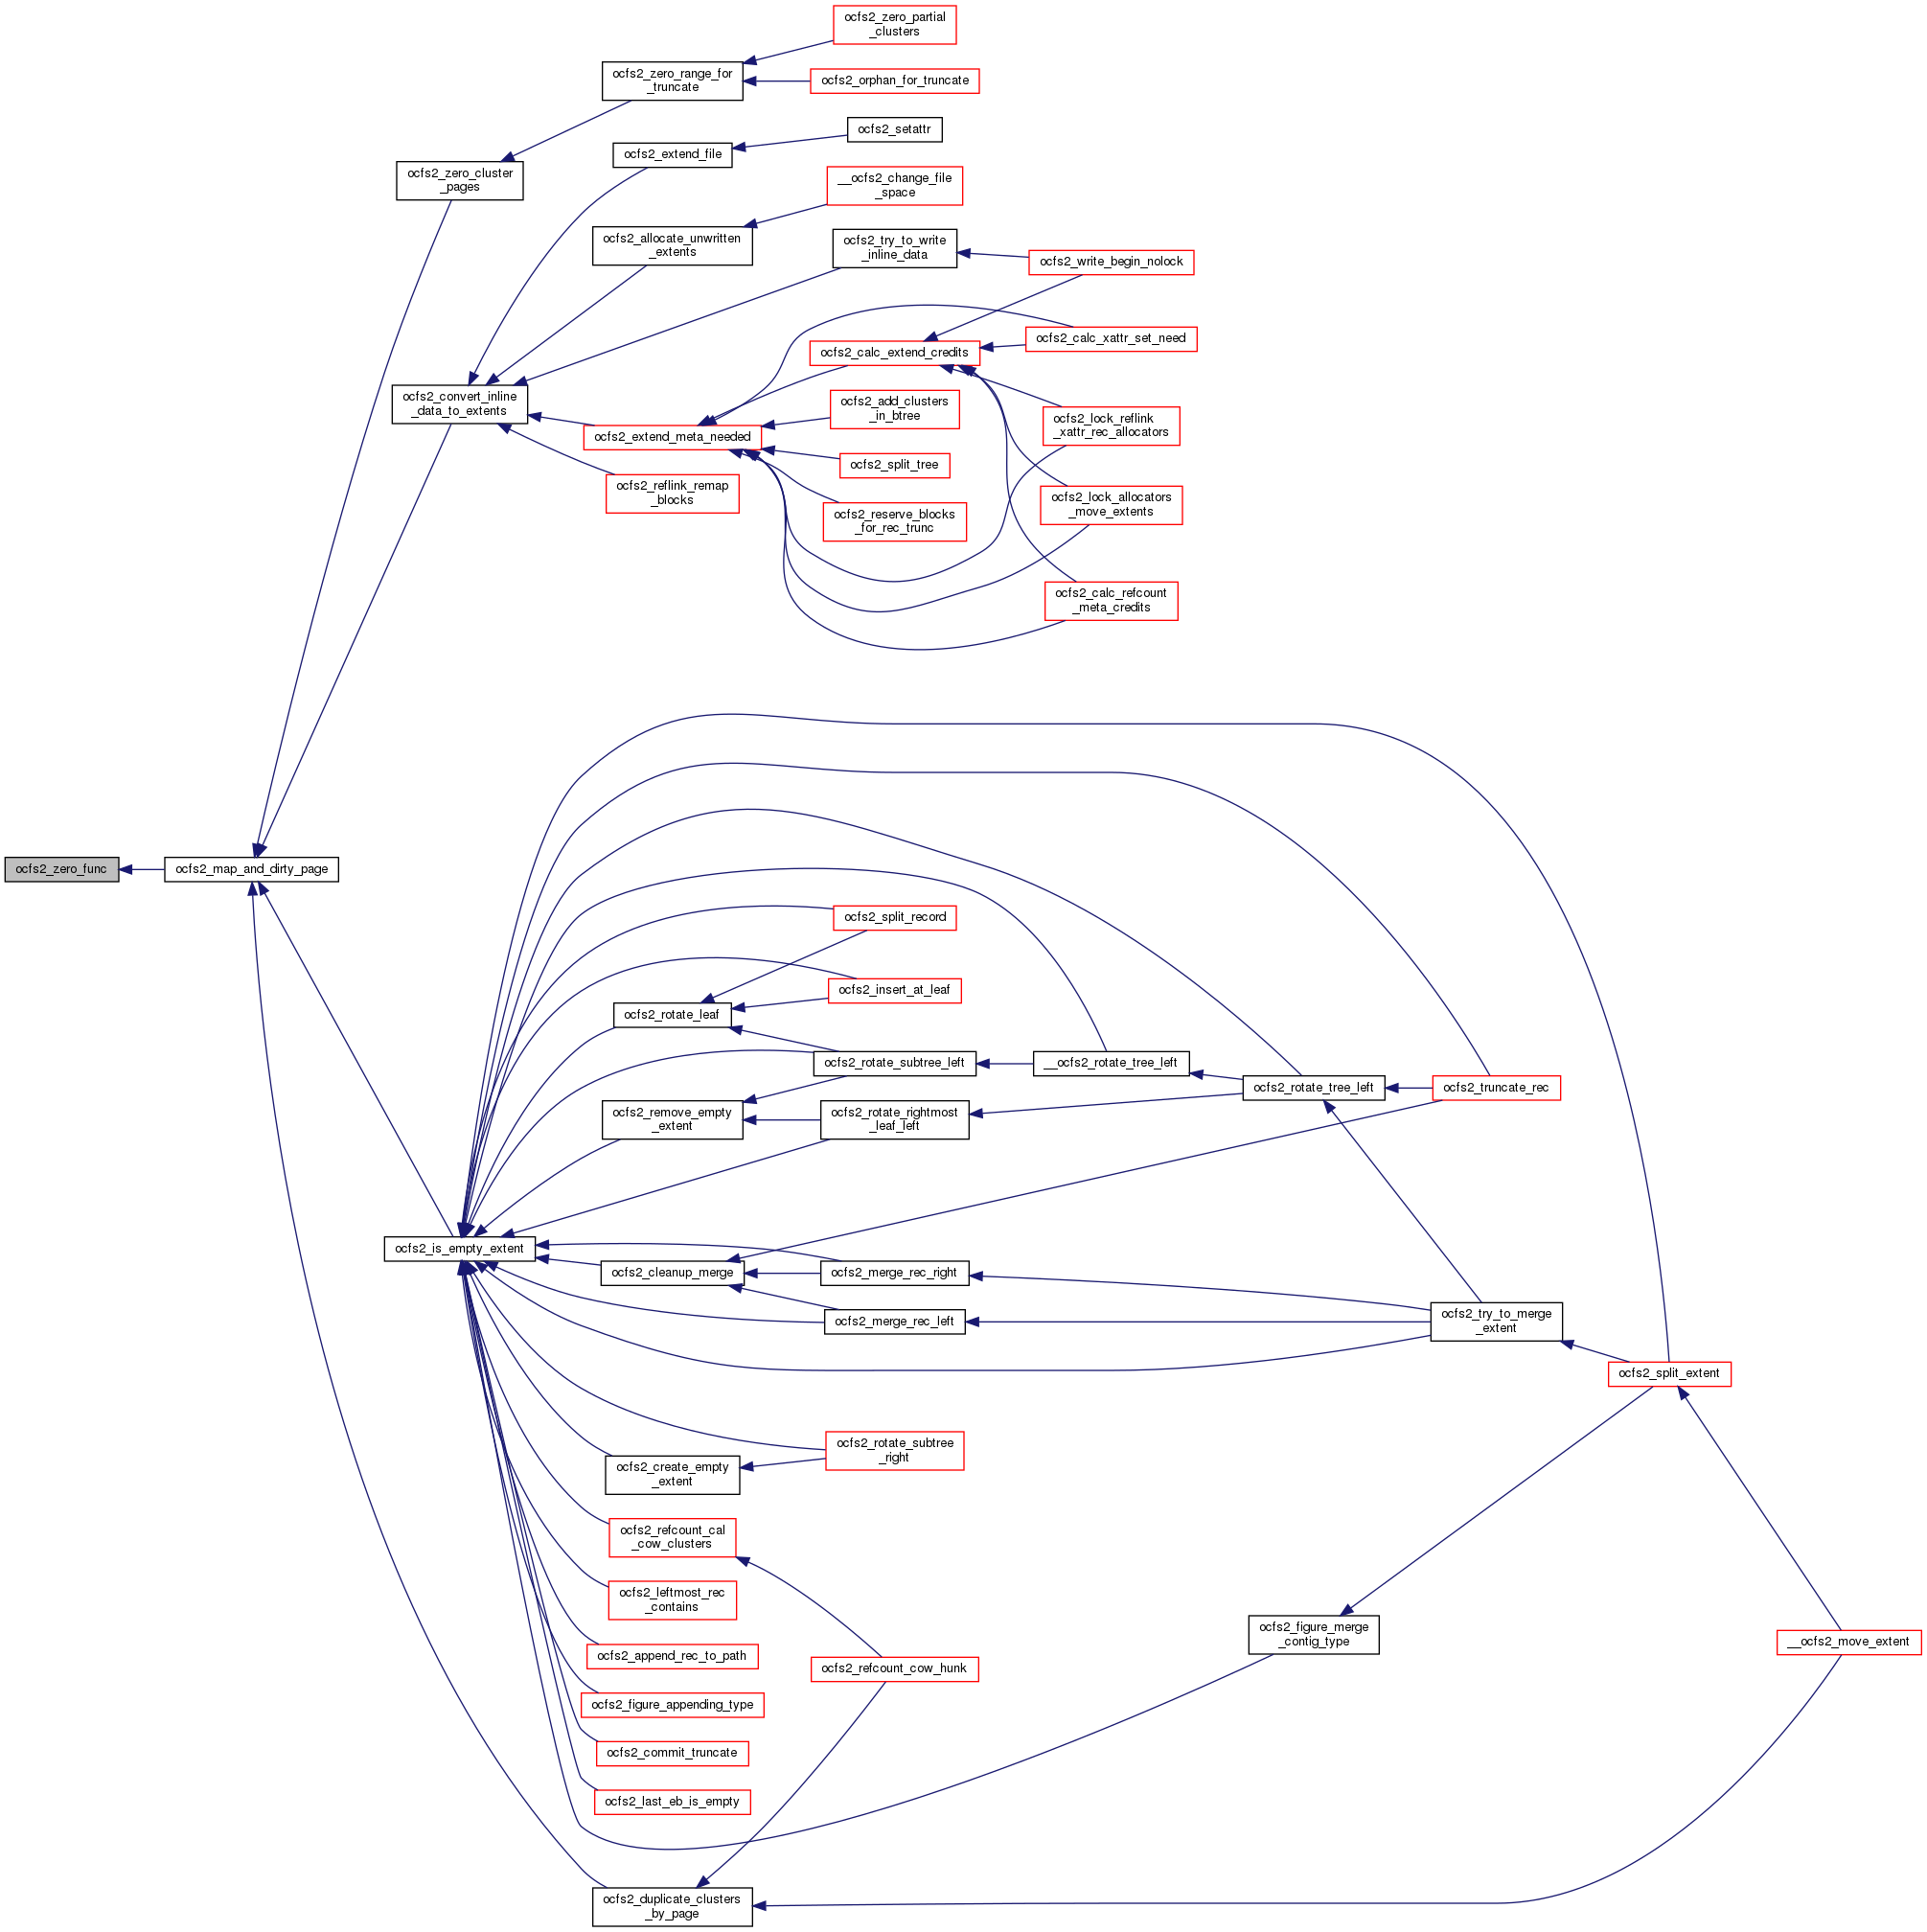 ocfs2_zero_partial
_clusters
ocfs2_zero_range_for
_truncate
ocfs2_orphan_for_truncate
ocfs2_setattr
ocfs2_extend_file
ocfs2_zero_cluster
_pages
__ocfs2_change_file
_space
ocfs2_allocate_unwritten
_extents
ocfs2_try_to_write
_inline_data
ocfs2_write_begin_nolock
ocfs2_calc_xattr_set_need
ocfs2_calc_extend_credits
ocfs2_convert_inline
_data_to_extents
ocfs2_add_clusters
_in_btree
ocfs2_lock_reflink
_xattr_rec_allocators
ocfs2_extend_meta_needed
ocfs2_split_tree
ocfs2_reflink_remap
_blocks
ocfs2_lock_allocators
_move_extents
ocfs2_reserve_blocks
_for_rec_trunc
ocfs2_calc_refcount
_meta_credits
ocfs2_zero_func
ocfs2_map_and_dirty_page
ocfs2_split_record
ocfs2_insert_at_leaf
ocfs2_rotate_leaf
ocfs2_rotate_subtree_left
__ocfs2_rotate_tree_left
ocfs2_rotate_tree_left
ocfs2_truncate_rec
ocfs2_remove_empty
_extent
ocfs2_rotate_rightmost
_leaf_left
ocfs2_is_empty_extent
ocfs2_cleanup_merge
ocfs2_merge_rec_right
ocfs2_merge_rec_left
ocfs2_try_to_merge
_extent
ocfs2_split_extent
ocfs2_rotate_subtree
_right
ocfs2_create_empty
_extent
ocfs2_refcount_cal
_cow_clusters
ocfs2_leftmost_rec
_contains
ocfs2_figure_merge
_contig_type
__ocfs2_move_extent
ocfs2_append_rec_to_path
ocfs2_refcount_cow_hunk
ocfs2_figure_appending_type
ocfs2_commit_truncate
ocfs2_last_eb_is_empty
ocfs2_duplicate_clusters
_by_page